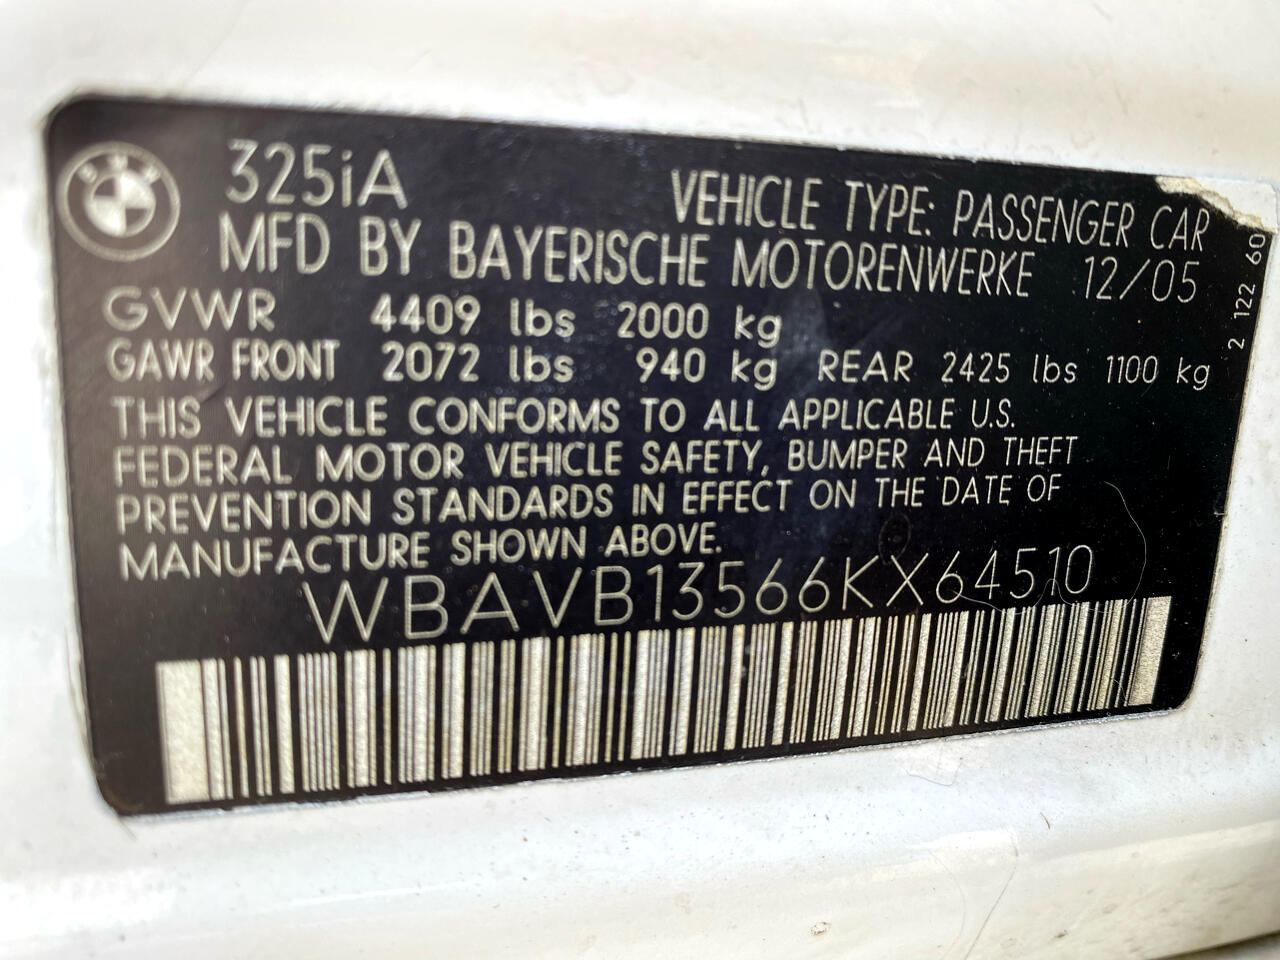 325iA
VEHICLE TYPE: PASSENGER CAR
MFD BY BAYERISCHE MOTORENWERKE 12/05
GVWR 4409 lbs 2000 kg
GAWR FRONT 2072 lbs 940 kg REAR 2425 lbs 1100 kg
THIS VEHICLE CONFORMS TO ALL APPLICABLE U.S.
FEDERAL MOTOR VEHICLE SAFETY, BUMPER AND THEFT
PREVENTION STANDARDS IN EFFECT ON THE DATE OF
MANUFACTURE SHOWN ABOVE.
WBAVB13566KX64510
2 122 60